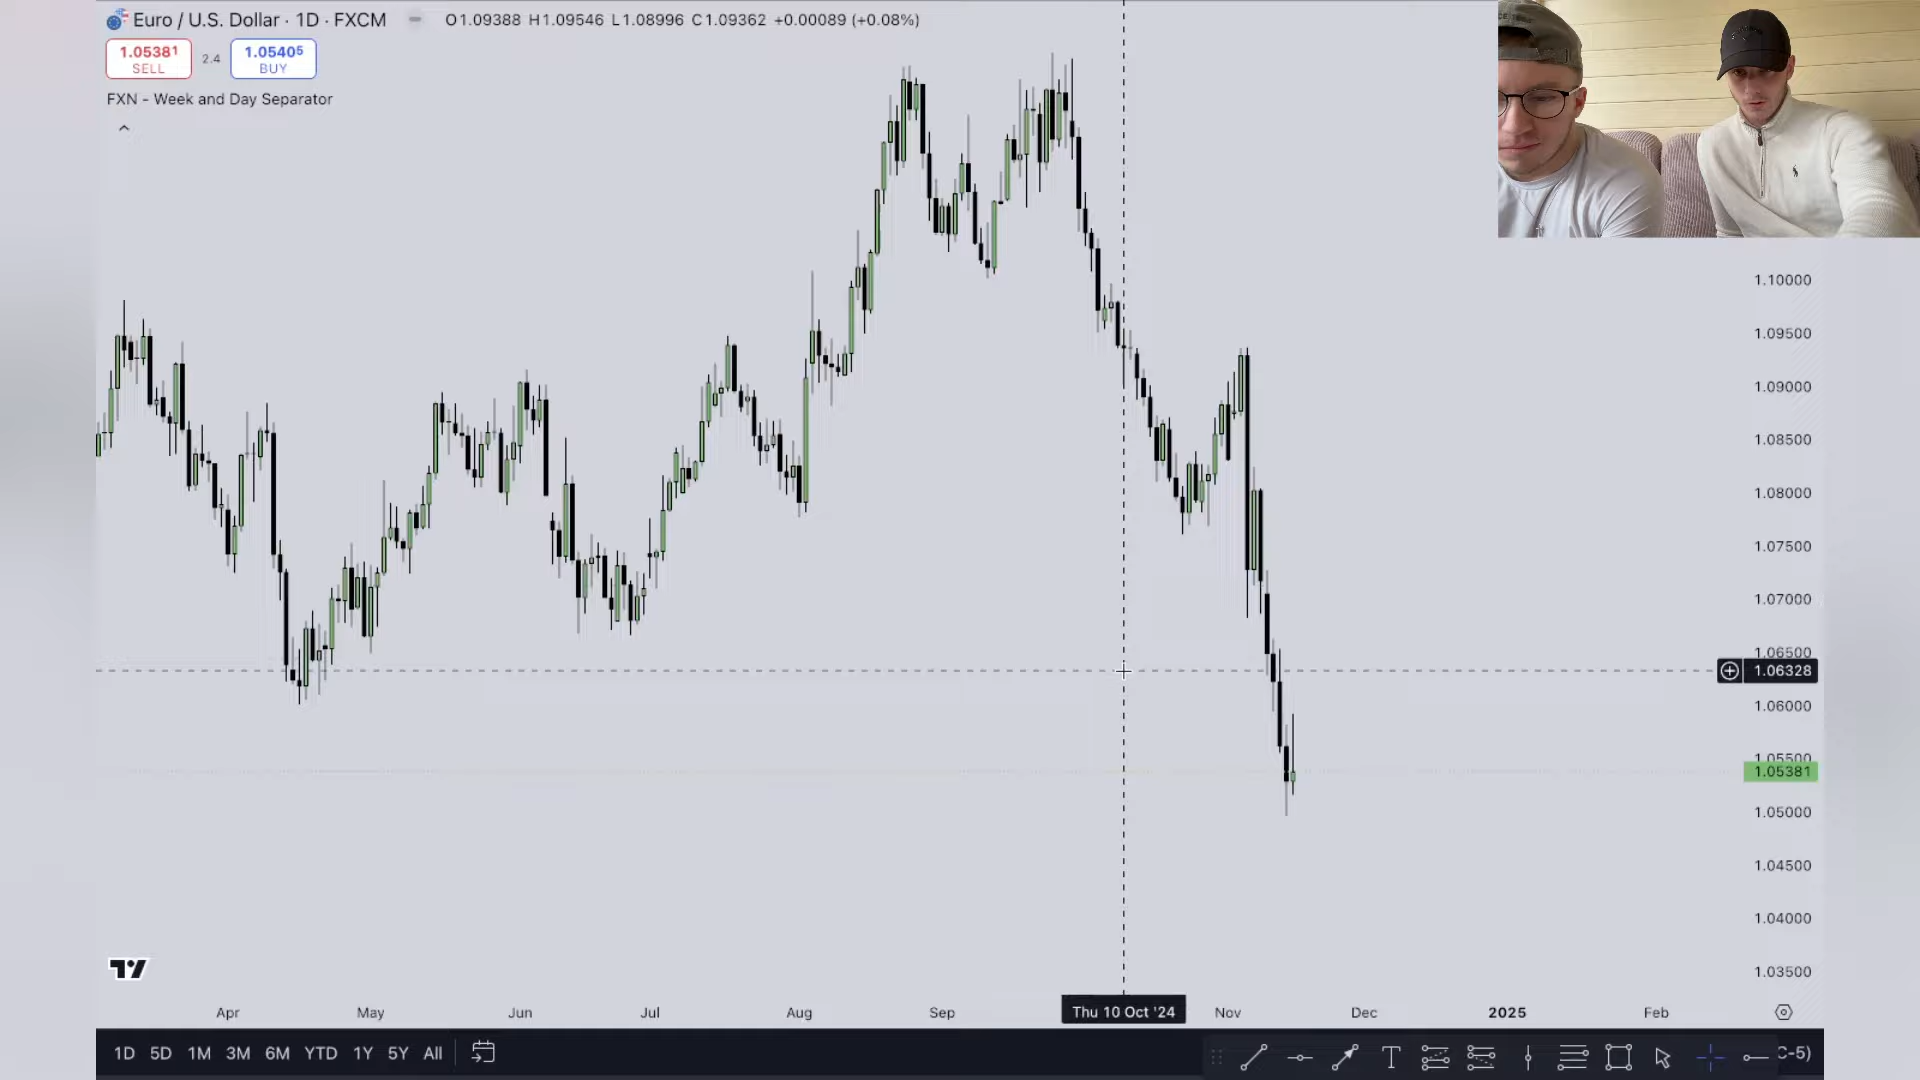 Euro / U.S. Dollar · 1D · FXCM O1.09388 H1.09546 L1.08996 C1.09362 +0.00089 (+0.08%)
1.05381 2.4 1.05405
SELL BUY
FXN - Week and Day Separator
1.10000
1.09500
1.09000
1.08500
1.08000
1.07500
1.07000
1.06500
1.06328
1.06000
1.05500
1.05381
1.05000
1.04500
1.04000
1.03500
Apr May Jun Jul Aug Sep Thu 10 Oct '24 Nov Dec 2025 Feb
1D 5D 1M 3M 6M YTD 1Y 5Y All C-5)